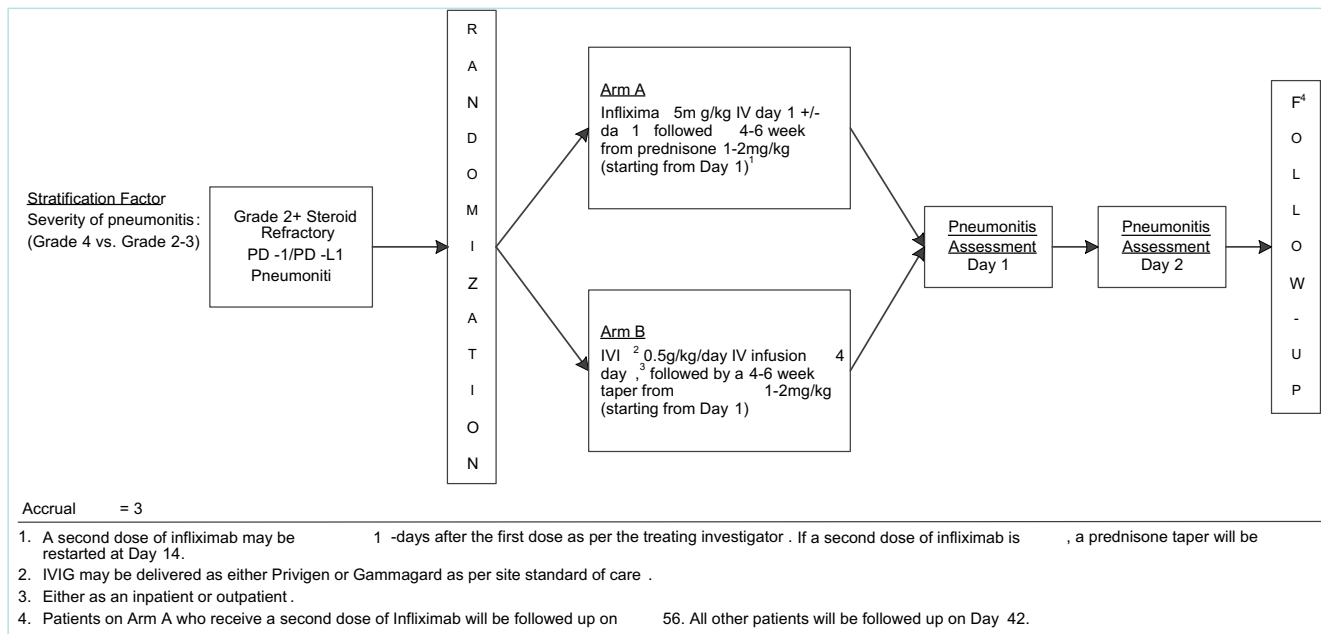 Stratification Factor
Severity of pneumonitis:
(Grade 4 vs. Grade 2-3)
Grade 2+ Steroid
Refractory
PD -1/PD -L1
Pneumoniti
R
A
N
D
O
M
I
Z
A
T
I
O
N
Arm A
Inflixima 5m g/kg IV day 1 +/-
da 1 followed 4-6 week
from prednisone 1-2mg/kg
(starting from Day 1)1
Arm B
IVI 2 0.5g/kg/day IV infusion 4
day ,3 followed by a 4-6 week
taper from 1-2mg/kg
(starting from Day 1)
Pneumonitis
Assessment
Day 1
Pneumonitis
Assessment
Day 2
F4
O
L
L
O
W
-
U
P
Accrual = 3
1. A second dose of infliximab may be 1 -days after the first dose as per the treating investigator . If a second dose of infliximab is , a prednisone taper will be
restarted at Day 14.
2. IVIG may be delivered as either Privigen or Gammagard as per site standard of care .
3. Either as an inpatient or outpatient .
4. Patients on Arm A who receive a second dose of Infliximab will be followed up on 56. All other patients will be followed up on Day 42.